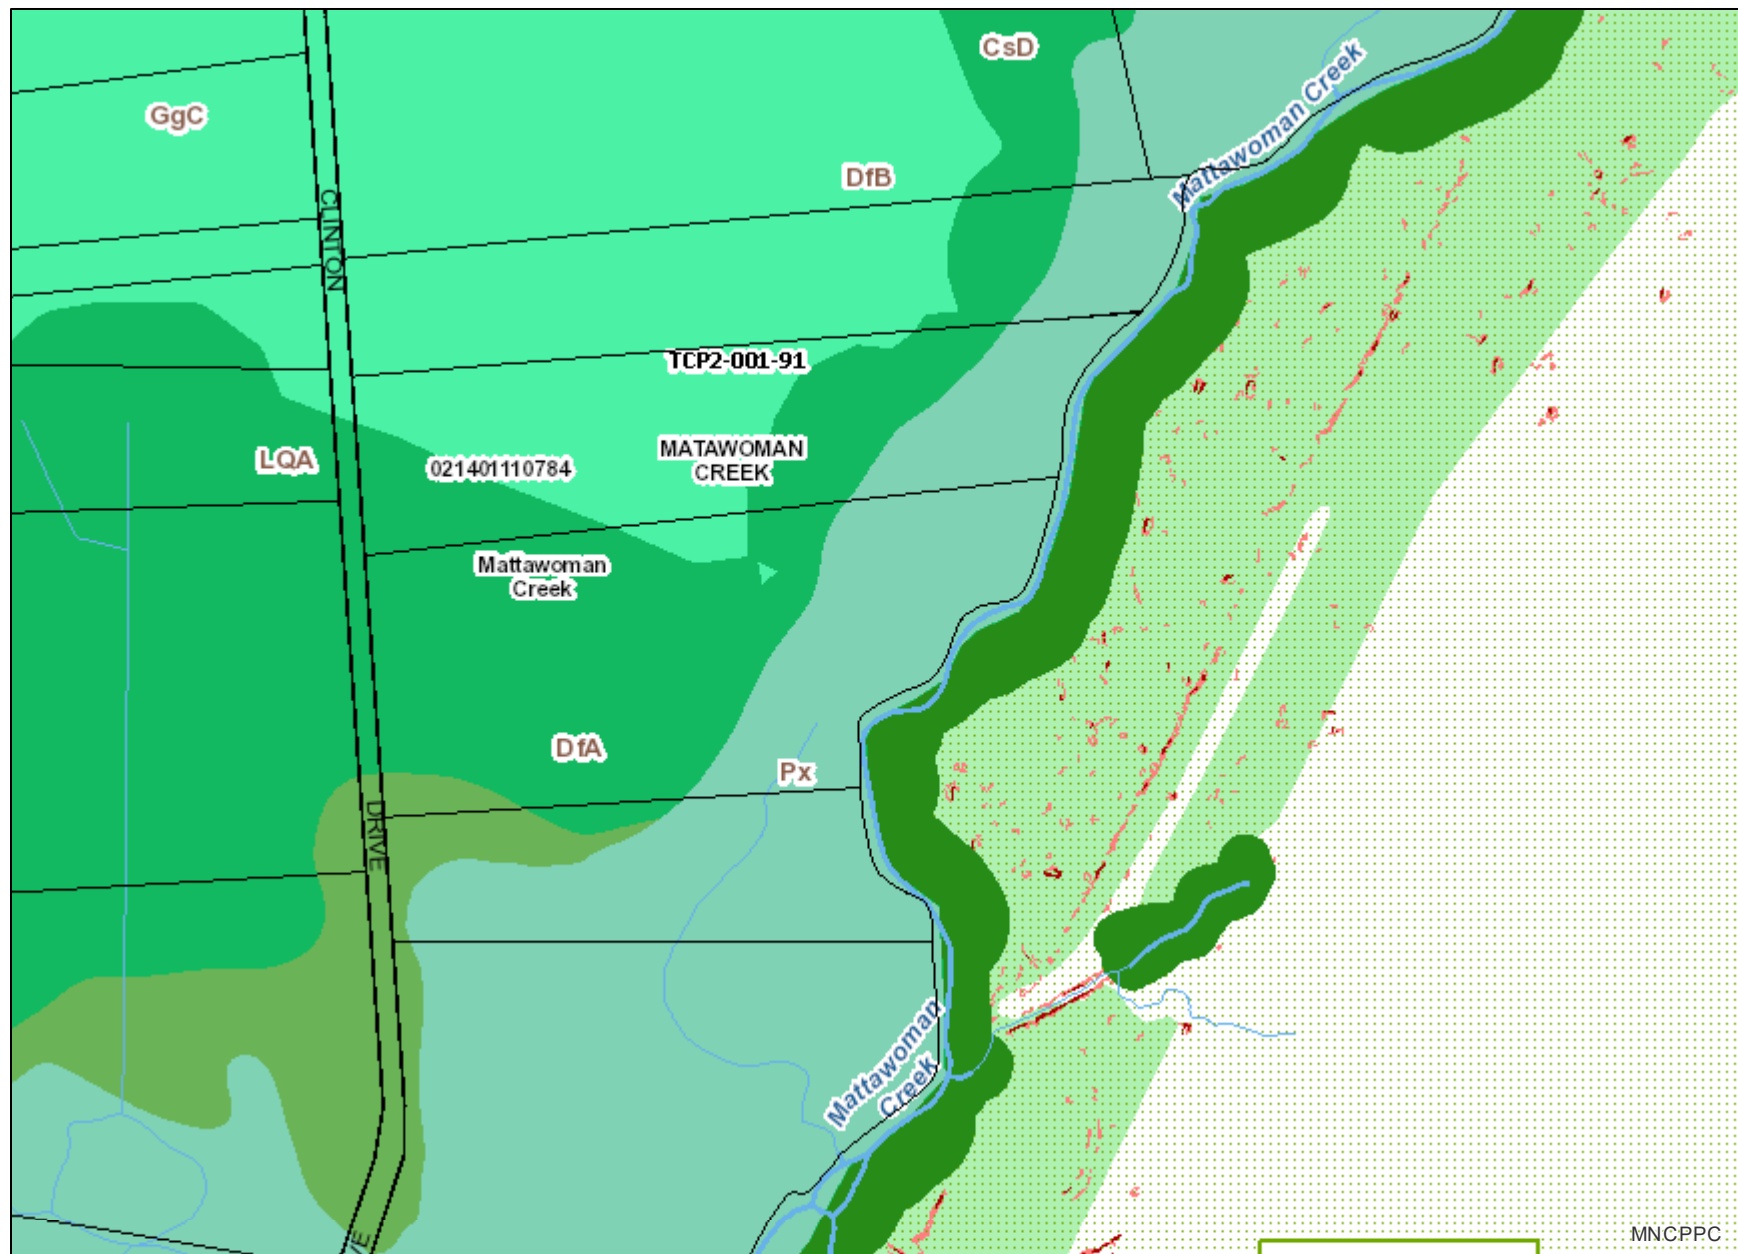 CsD
Mattawoman Creek
GgC
DfB
CLINTON
TCP2-001-91
MATAWOMAN
CREEK
LQA
021401110784
Mattawoman
Creek
DfA
Px
DRIVE
Mattawoman
Creek
MNCPPC
VE